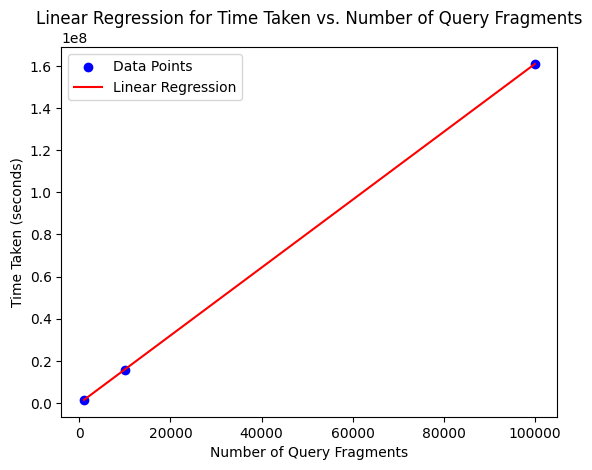 Linear Regression for Time Taken vs. Number of Query Fragments
1e8
Data Points
Linear Regression
1.6
1.4
1.2
1.0
0.8
0.6
0.4
0.2
0.0
Time Taken (seconds)
0 20000 40000 60000 80000 100000
Number of Query Fragments